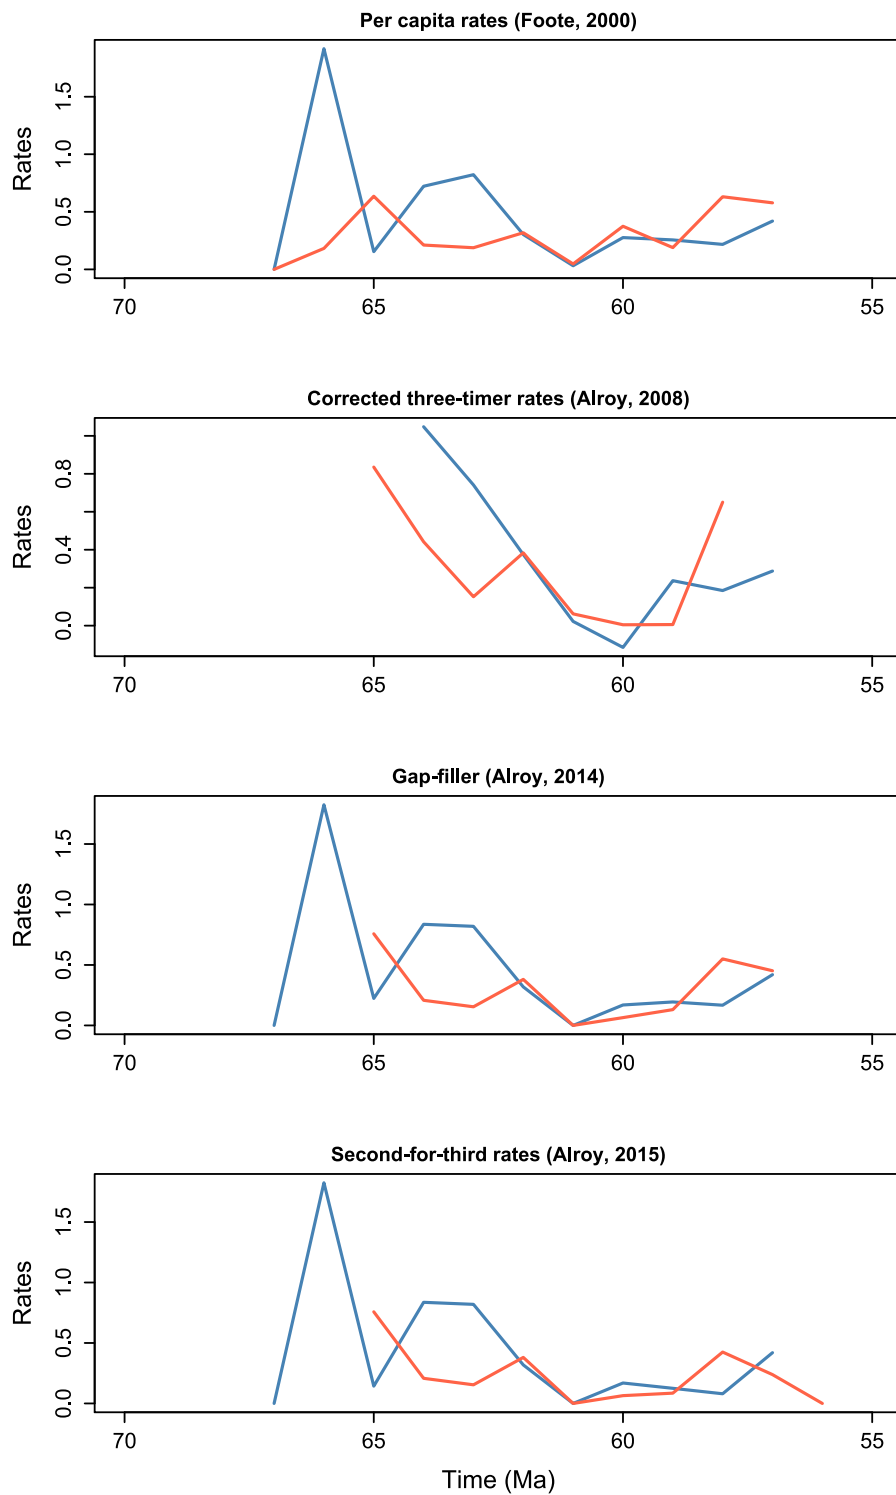 Per capita rates (Foote, 2000)
Rates
0.0 0.5 1.0 1.5
70 65 60 55
Corrected three-timer rates (Alroy, 2008)
Rates
0.0 0.4 0.8
70 65 60 55
Gap-filler (Alroy, 2014)
Rates
0.0 0.5 1.0 1.5
70 65 60 55
Second-for-third rates (Alroy, 2015)
Rates
0.0 0.5 1.0 1.5
70 65 60 55
Time (Ma)